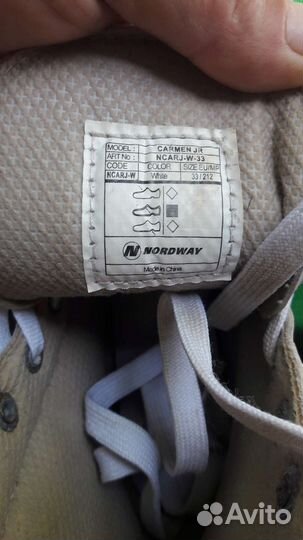 MODEL: CARMEN JR
ART No: NCARJ-W-33
CODE COLOR SIZE EU/MP
NCARJ-W White 33 / 212
NORDWAY
Made in China
Avito